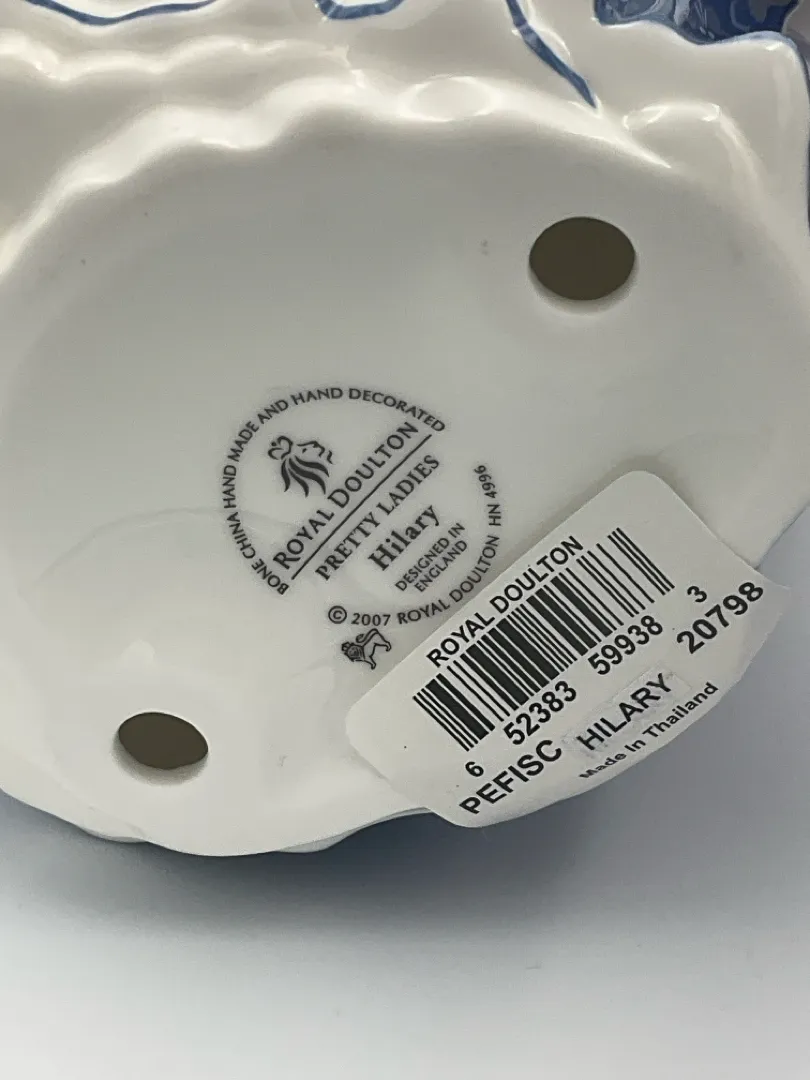 BONE CHINA HAND MADE AND HAND DECORATED
ROYAL DOULTON
PRETTY LADIES
Hilary
DESIGNED IN
ENGLAND
© 2007 ROYAL DOULTON HN 4996
ROYAL DOULTON
6 52383 59938 3
PEFISC HILARY 20798
Made in Thailand